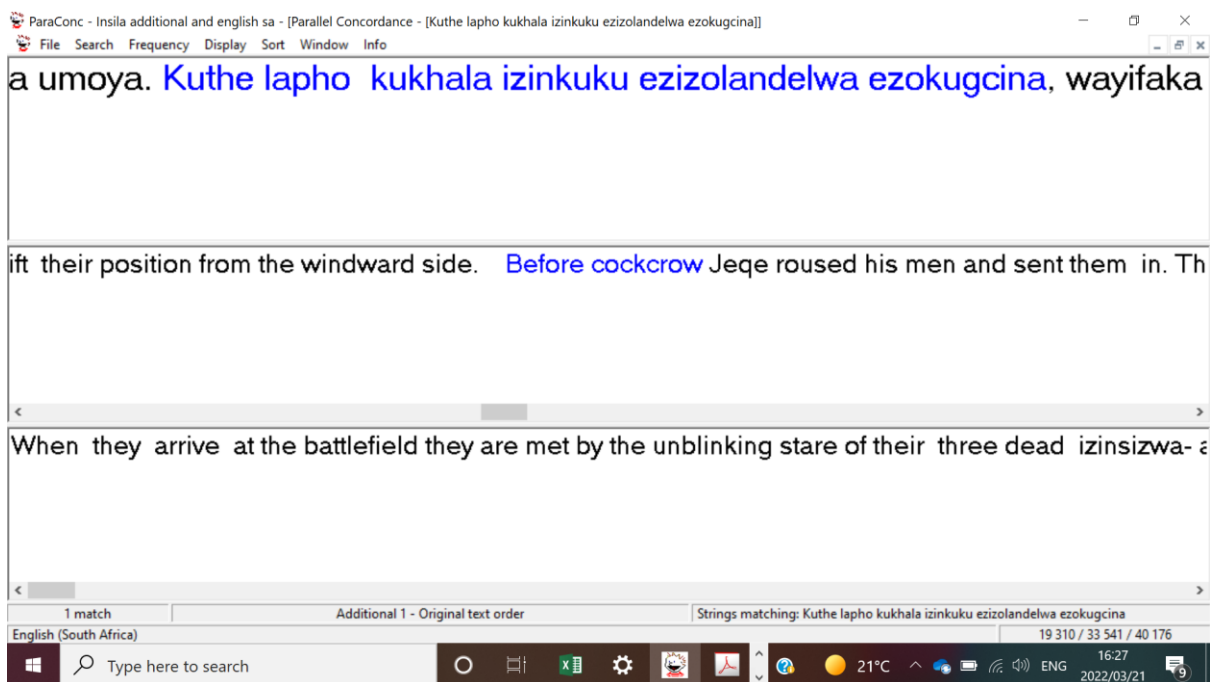 ParaConc - Insila additional and english sa - [Parallel Concordance - [Kuthe lapho kukhala izinkuku ezizolandelwa ezokugcina]]
File Search Frequency Display Sort Window Info
a umoya. Kuthe lapho kukhala izinkuku ezizolandelwa ezokugcina, wayifaka
ift their position from the windward side. Before cockcrow Jeqe roused his men and sent them in. Th
When they arrive at the battlefield they are met by the unblinking stare of their three dead izinsizwa- a
1 match Additional 1 - Original text order Strings matching: Kuthe lapho kukhala izinkuku ezizolandelwa ezokugcina
English (South Africa) 19 310 / 33 541 / 40 176
Type here to search 21°C ENG 16:27
2022/03/21 9